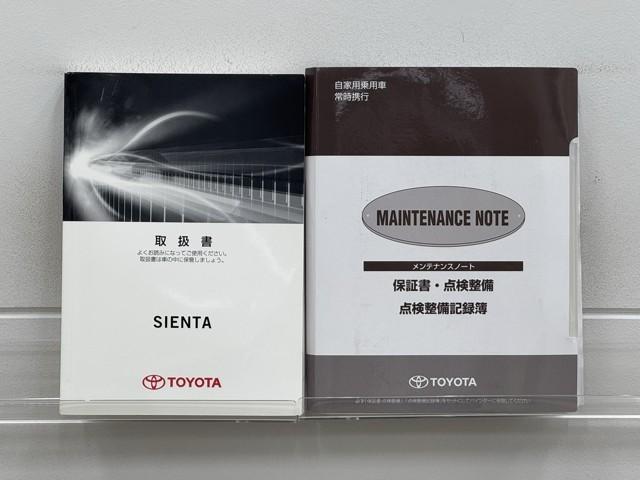 取扱書
よくお読みになってご使用ください。
取扱書は車の中に保管しましょう。
SIENTA
TOYOTA
自家用乗用車
常時携行
MAINTENANCE NOTE
メンテナンスノート
保証書・点検整備
点検整備記録簿
TOYOTA